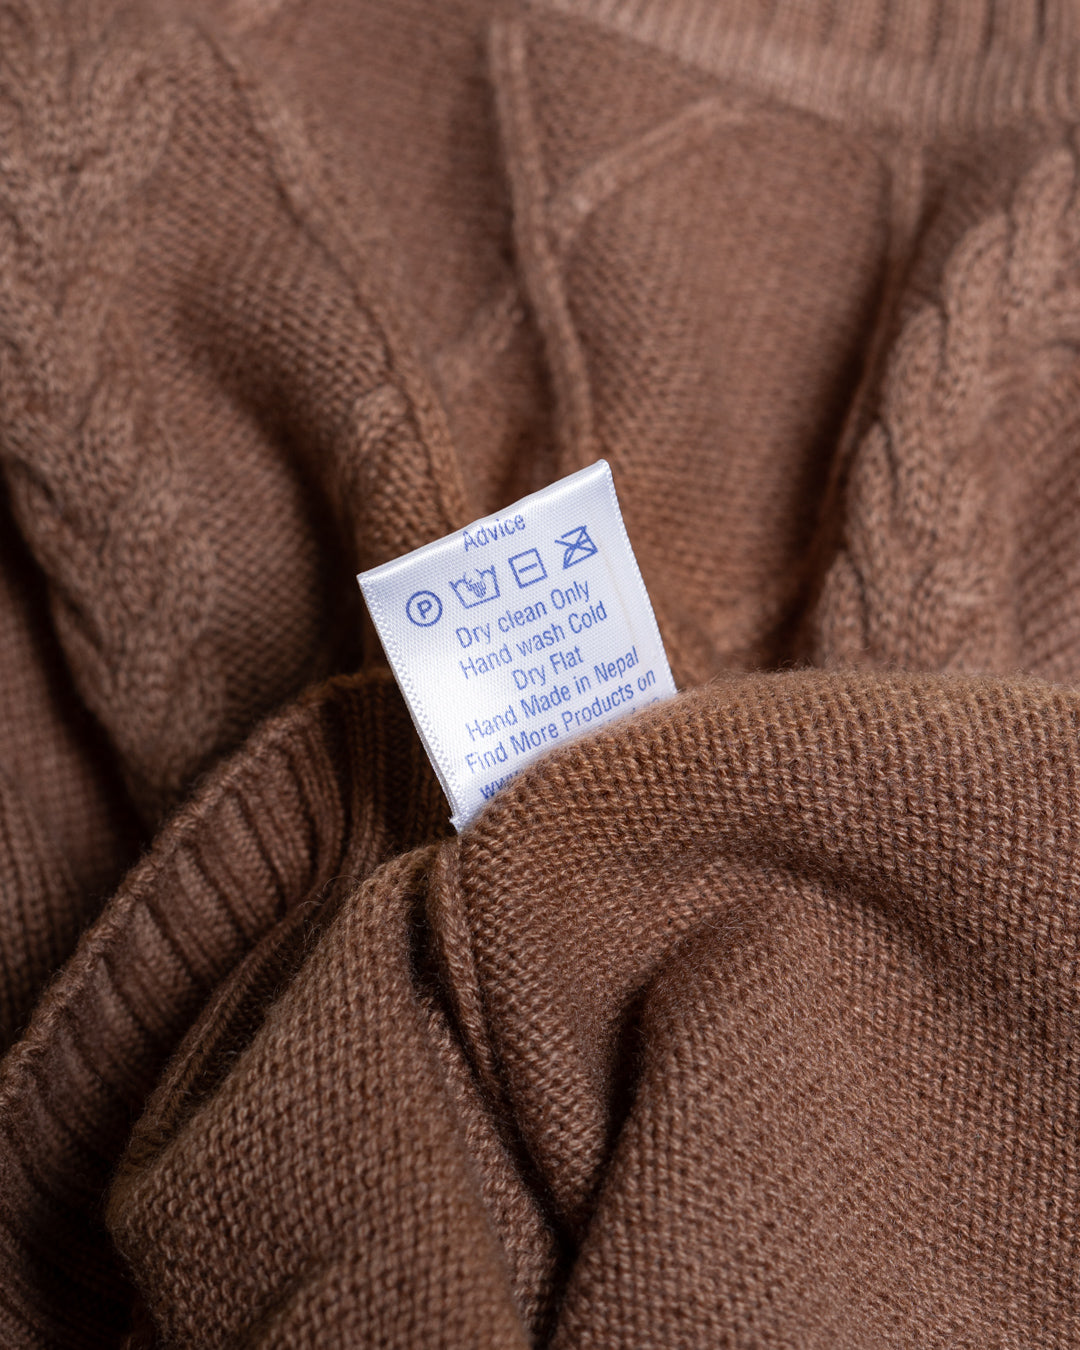 Advice
P
Dry clean Only
Hand wash Cold
Dry Flat
Hand Made in Nepal
Find More Products on